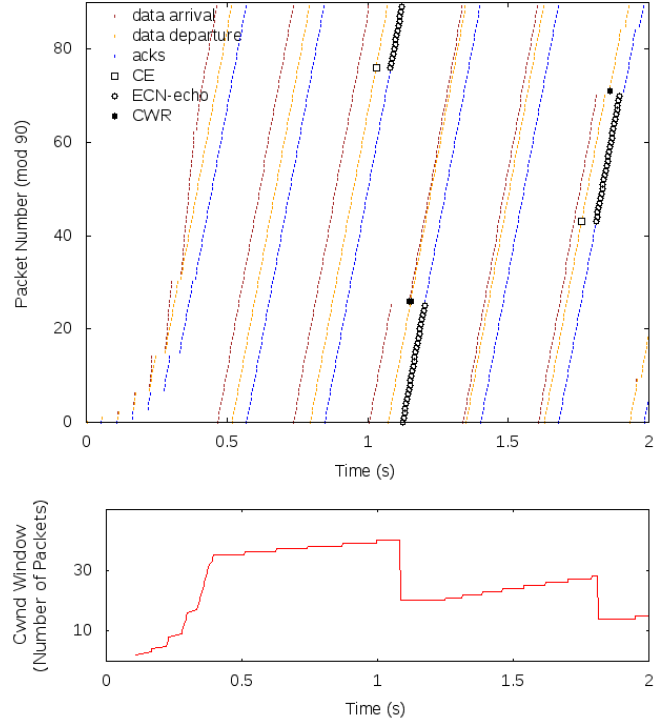 data arrival
data departure
acks
CE
ECN-echo
CWR
80
60
40
20
0
Packet Number (mod 90)
0 0.5 1 1.5 2
Time (s)
30
10
Cwnd Window
(Number of Packets)
0 0.5 1 1.5 2
Time (s)